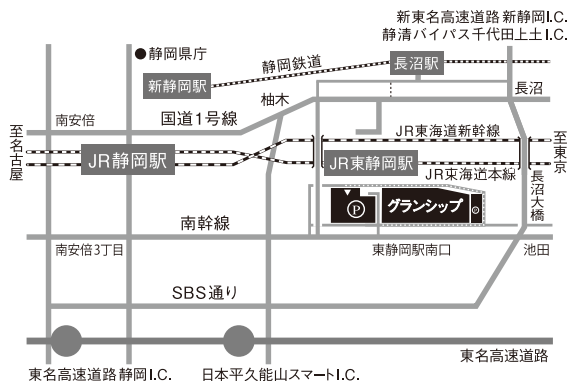 新東名高速道路 新静岡I.C.
静清バイパス千代田上土I.C.
●静岡県庁
静岡鉄道
長沼駅
新静岡駅
柚木
長沼
南安倍
国道1号線
至名古屋
JR東海道新幹線
至東京
JR静岡駅
JR東静岡駅
JR東海道本線
長沼大橋
P
グランシップ
P
南幹線
南安倍3丁目
東静岡駅南口
池田
SBS通り
東名高速道路
東名高速道路 静岡I.C.
日本平久能山スマートI.C.